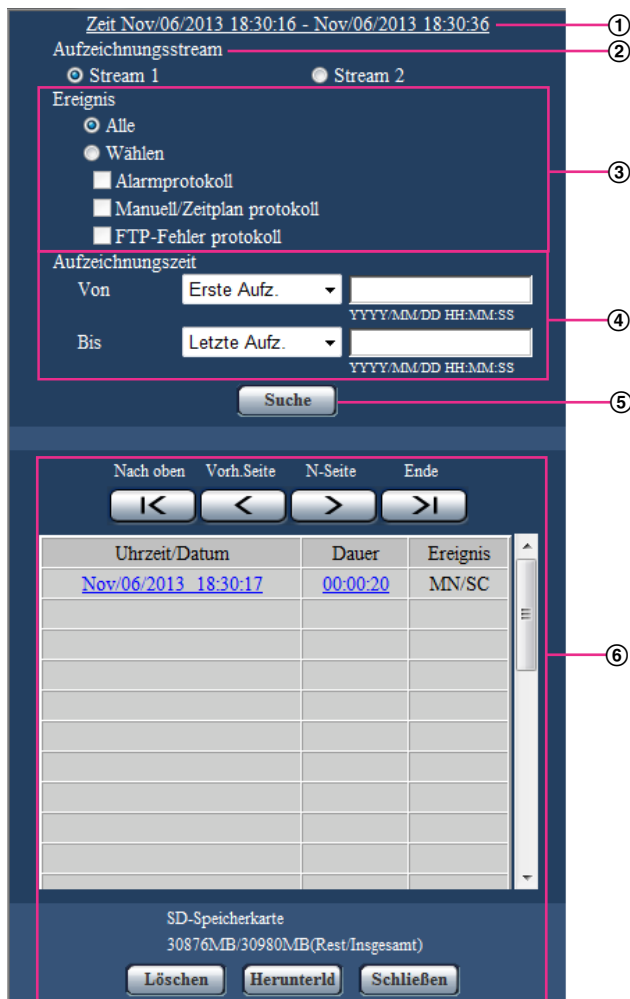 Zeit Nov/06/2013 18:30:16 - Nov/06/2013 18:30:36 ①
Aufzeichnungsstream ②
Stream 1 Stream 2
Ereignis
Alle
Wählen
Alarmprotokoll ③
Manuell/Zeitplan protokoll
FTP-Fehler protokoll
Aufzeichnungszeit
Von Erste Aufz.
YYYY/MM/DD HH:MM:SS
④
Bis Letzte Aufz.
YYYY/MM/DD HH:MM:SS
Suche ⑤
Nach oben Vorh.Seite N-Seite Ende
Uhrzeit/Datum Dauer Ereignis
Nov/06/2013 18:30:17 00:00:20 MN/SC
⑥
SD-Speicherkarte
30876MB/30980MB(Rest/Insgesamt)
Löschen Herunterld Schließen